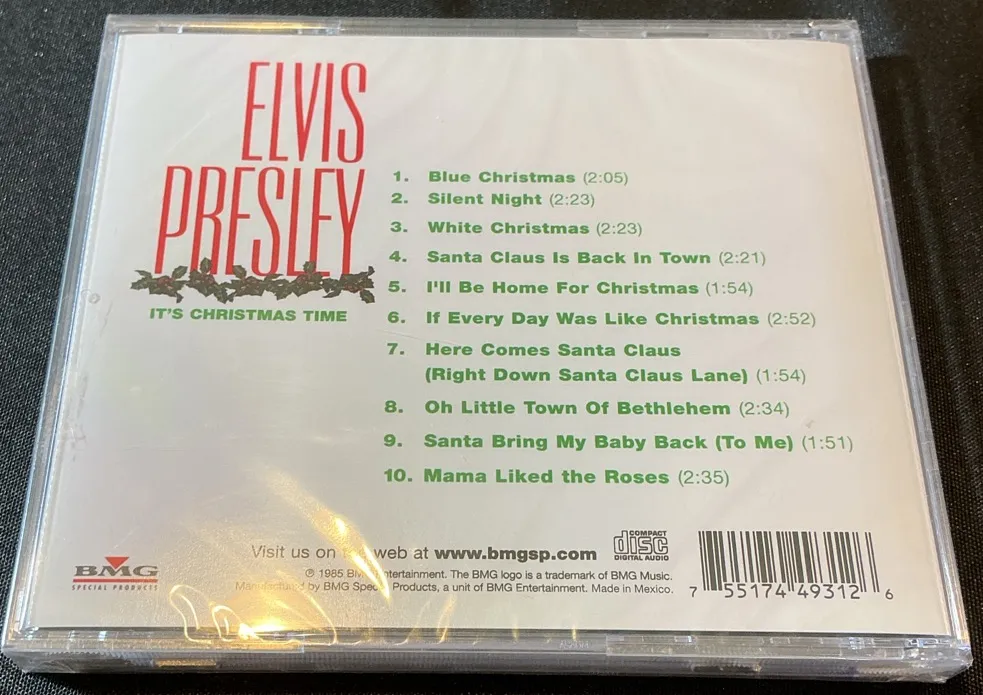 ELVIS
PRESLEY
IT'S CHRISTMAS TIME
1. Blue Christmas (2:05)
2. Silent Night (2:23)
3. White Christmas (2:23)
4. Santa Claus Is Back In Town (2:21)
5. I'll Be Home For Christmas (1:54)
6. If Every Day Was Like Christmas (2:52)
7. Here Comes Santa Claus
(Right Down Santa Claus Lane) (1:54)
8. Oh Little Town Of Bethlehem (2:34)
9. Santa Bring My Baby Back (To Me) (1:51)
10. Mama Liked the Roses (2:35)
BMG
SPECIAL PRODUCTS
Visit us on web at www.bmgsp.com
COMPACT
disc
DIGITAL AUDIO
℗ 1985 Entertainment. The BMG logo is a trademark of BMG Music.
by BMG Products, a unit of BMG Entertainment. Made in Mexico.
7 55174 49312 6